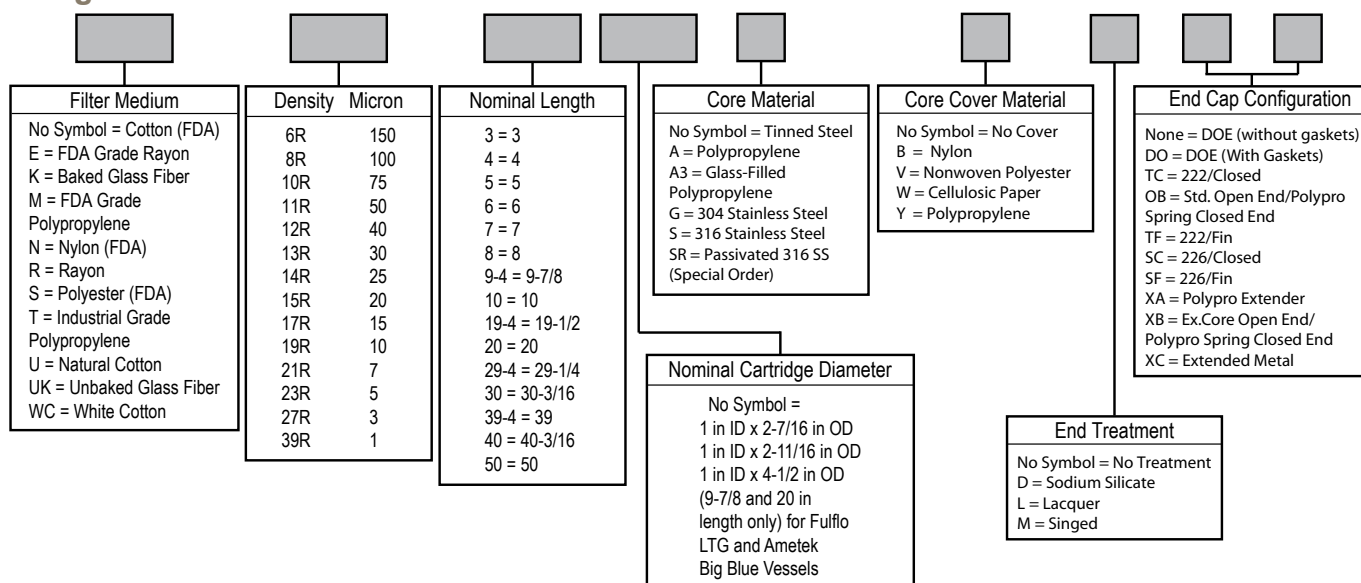 Filter Medium
No Symbol = Cotton (FDA)
E = FDA Grade Rayon
K = Baked Glass Fiber
M = FDA Grade
Polypropylene
N = Nylon (FDA)
R = Rayon
S = Polyester (FDA)
T = Industrial Grade
Polypropylene
U = Natural Cotton
UK = Unbaked Glass Fiber
WC = White Cotton
Density Micron
6R 150
8R 100
10R 75
11R 50
12R 40
13R 30
14R 25
15R 20
17R 15
19R 10
21R 7
23R 5
27R 3
39R 1
Nominal Length
3 = 3
4 = 4
5 = 5
6 = 6
7 = 7
8 = 8
9-4 = 9-7/8
10 = 10
19-4 = 19-1/2
20 = 20
29-4 = 29-1/4
30 = 30-3/16
39-4 = 39
40 = 40-3/16
50 = 50
Nominal Cartridge Diameter
No Symbol =
1 in ID x 2-7/16 in OD
1 in ID x 2-11/16 in OD
1 in ID x 4-1/2 in OD
(9-7/8 and 20 in
length only) for Fulflo
LTG and Ametek
Big Blue Vessels
Core Material
No Symbol = Tinned Steel
A = Polypropylene
A3 = Glass-Filled
Polypropylene
G = 304 Stainless Steel
S = 316 Stainless Steel
SR = Passivated 316 SS
(Special Order)
Core Cover Material
No Symbol = No Cover
B = Nylon
V = Nonwoven Polyester
W = Cellulosic Paper
Y = Polypropylene
End Treatment
No Symbol = No Treatment
D = Sodium Silicate
L = Lacquer
M = Singed
End Cap Configuration
None = DOE (without gaskets)
DO = DOE (With Gaskets)
TC = 222/Closed
OB = Std. Open End/Polypro
Spring Closed End
TF = 222/Fin
SC = 226/Closed
SF = 226/Fin
XA = Polypro Extender
XB = Ex.Core Open End/
Polypro Spring Closed End
XC = Extended Metal